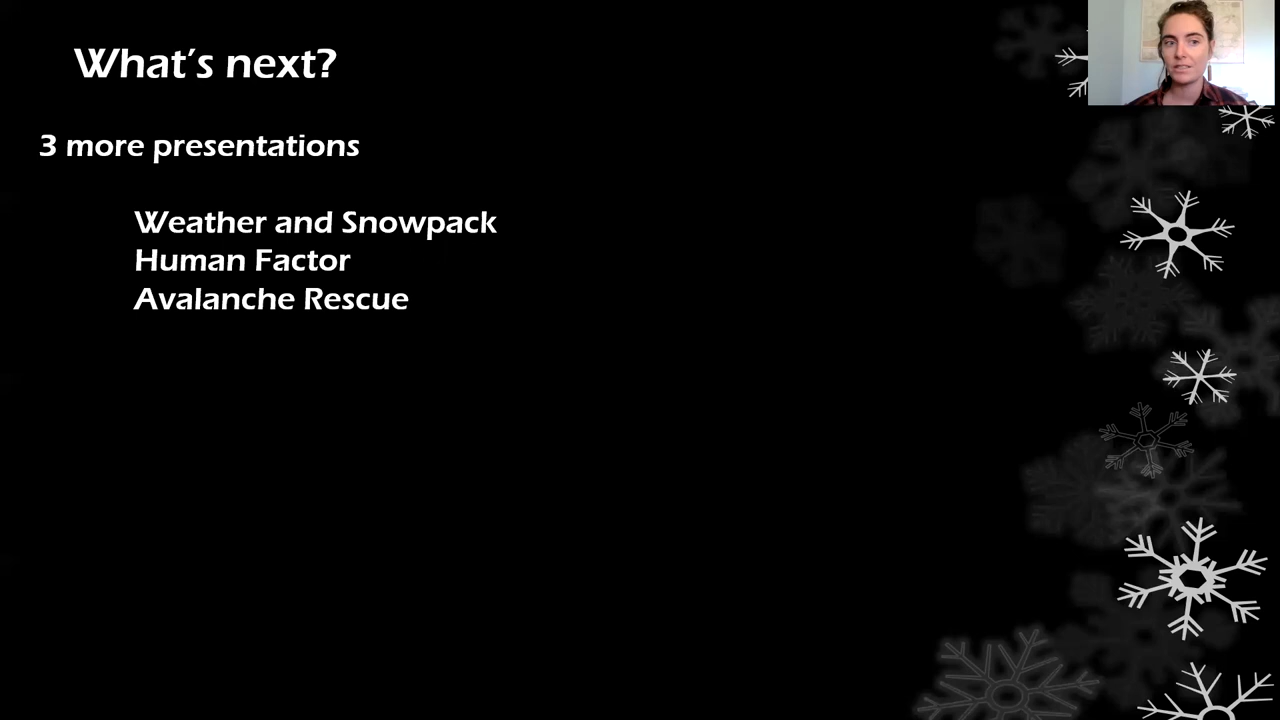 What's next?
3 more presentations
Weather and Snowpack
Human Factor
Avalanche Rescue